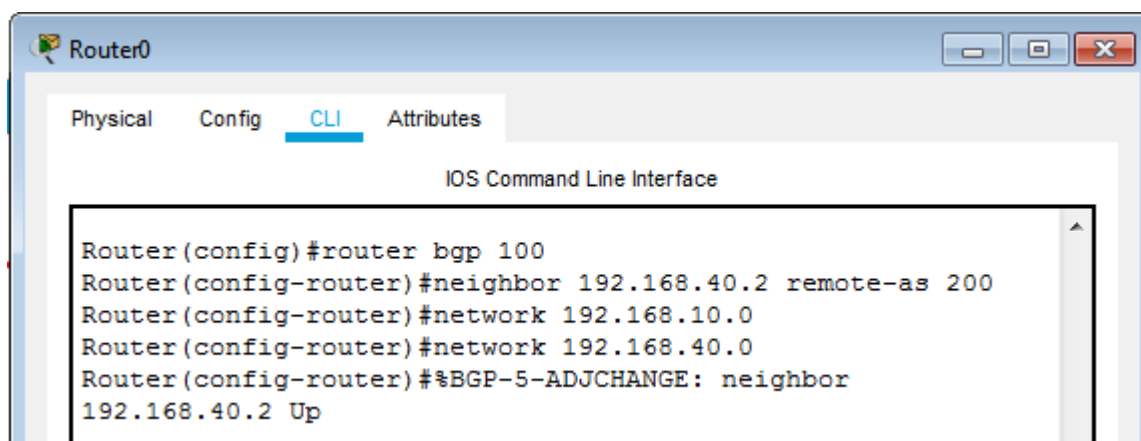 Router0
Physical Config CLI Attributes
IOS Command Line Interface
Router(config)#router bgp 100
Router(config-router)#neighbor 192.168.40.2 remote-as 200
Router(config-router)#network 192.168.10.0
Router(config-router)#network 192.168.40.0
Router(config-router)#%BGP-5-ADJCHANGE: neighbor
192.168.40.2 Up